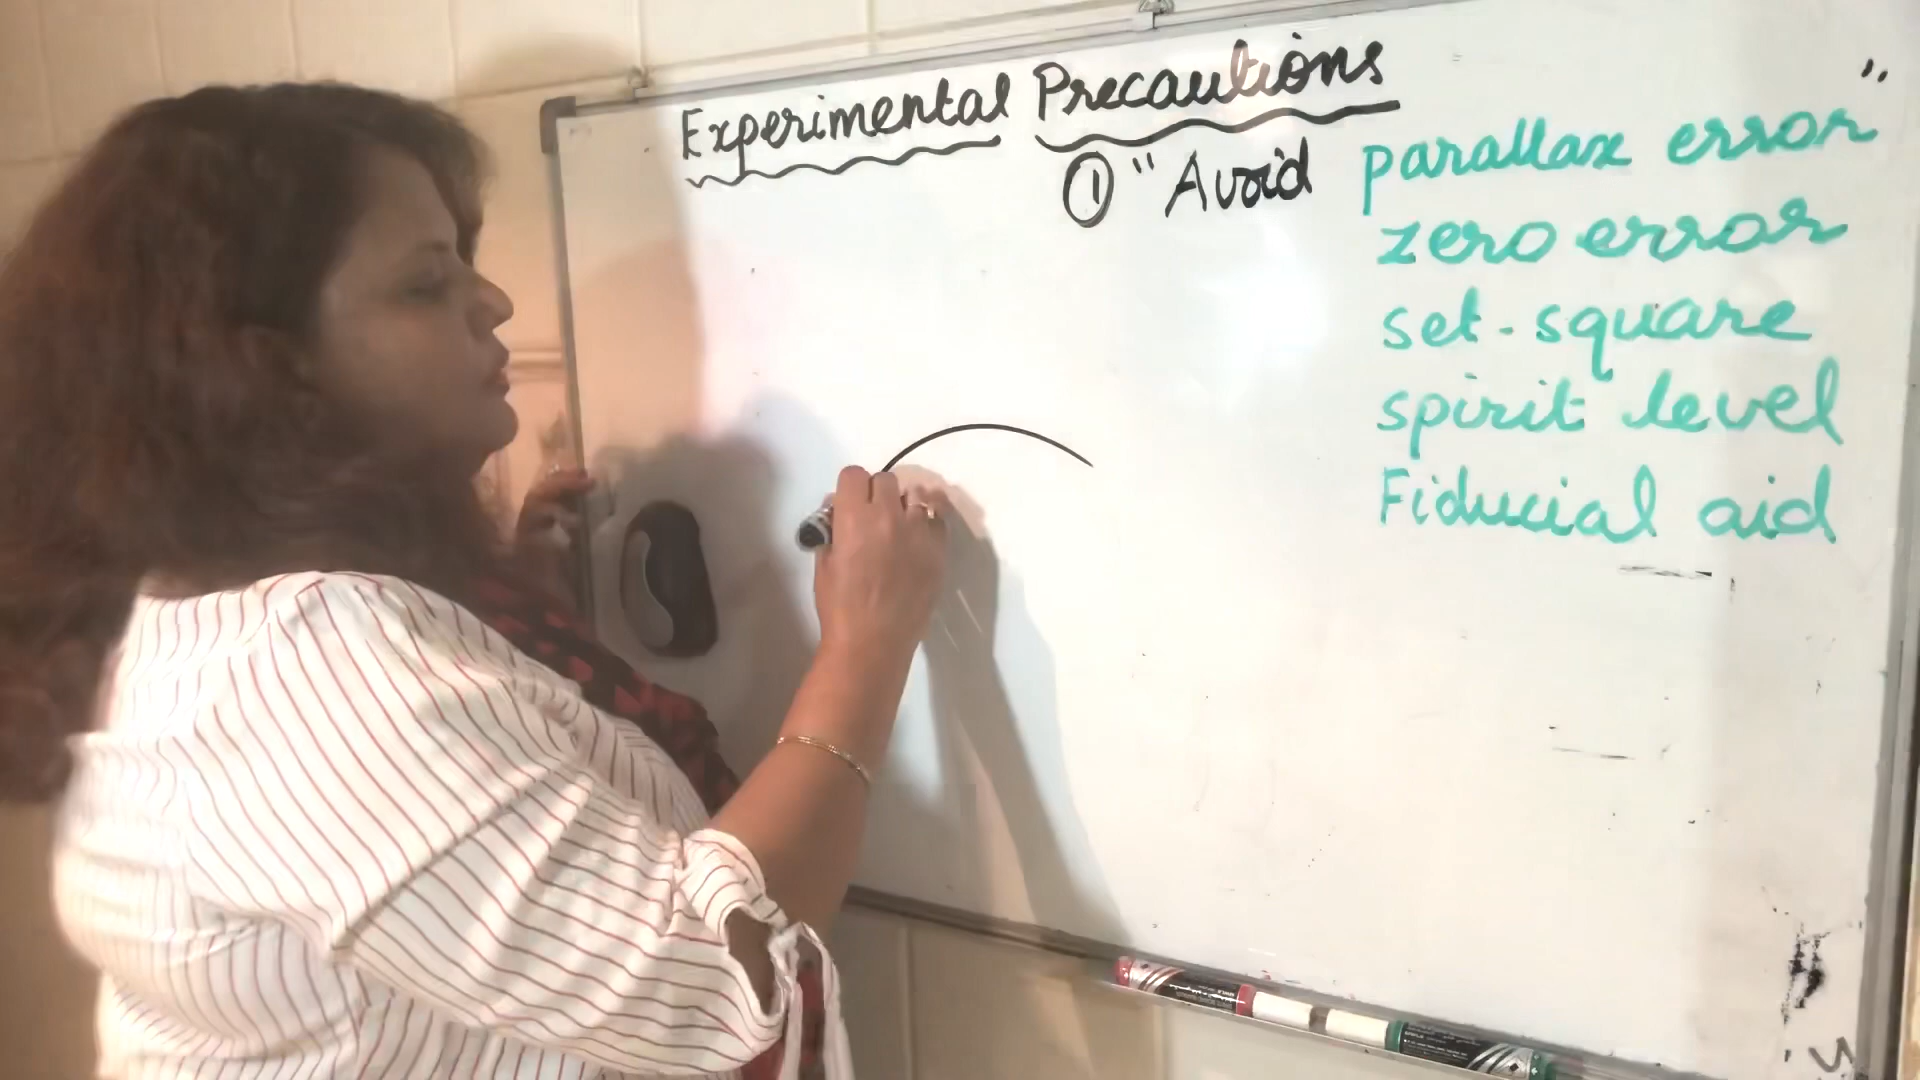 Experimental Precautions
① "Avoid parallax error"
zero error
set-square
spirit level
Fiducial aid